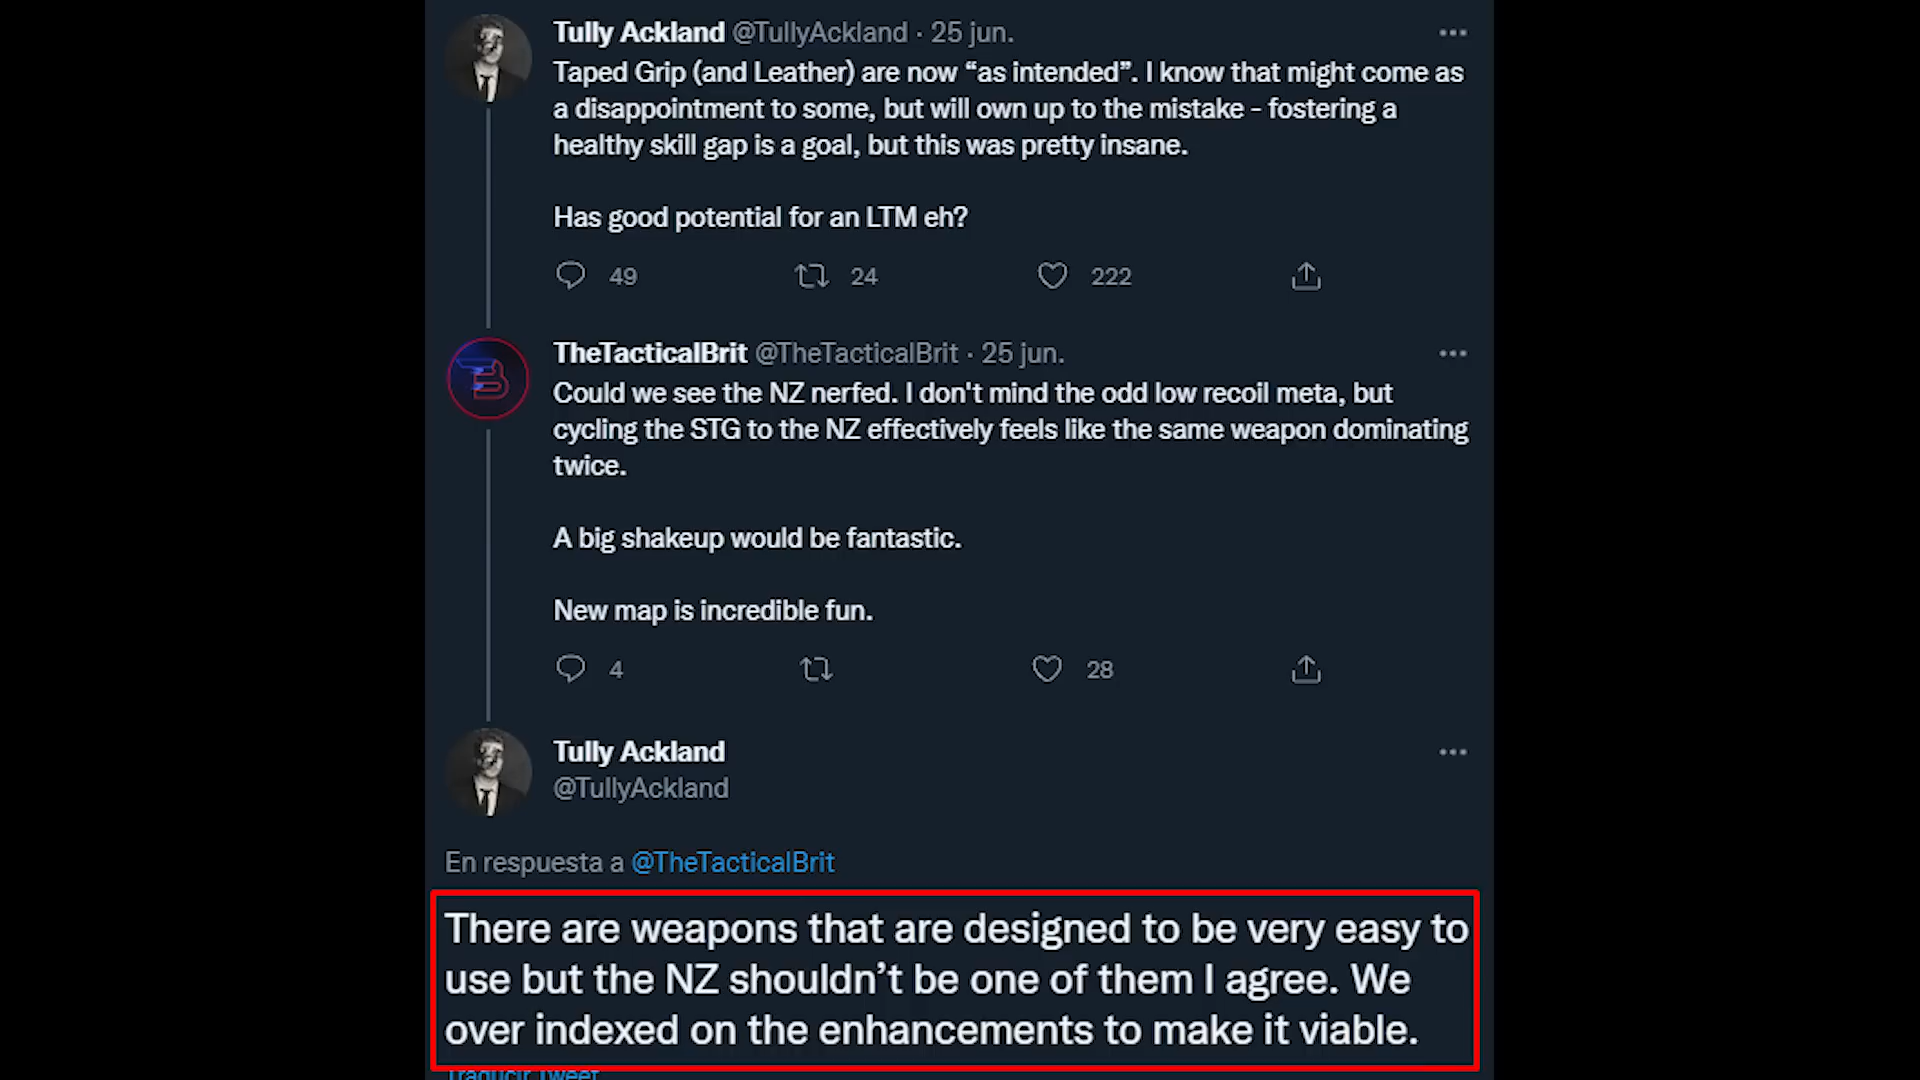 Tully Ackland @TullyAckland · 25 jun.
Taped Grip (and Leather) are now “as intended”. I know that might come as
a disappointment to some, but will own up to the mistake - fostering a
healthy skill gap is a goal, but this was pretty insane.
Has good potential for an LTM eh?
49 24 222
TheTacticalBrit @TheTacticalBrit · 25 jun.
Could we see the NZ nerfed. I don't mind the odd low recoil meta, but
cycling the STG to the NZ effectively feels like the same weapon dominating
twice.
A big shakeup would be fantastic.
New map is incredible fun.
4 28
Tully Ackland
@TullyAckland
En respuesta a @TheTacticalBrit
There are weapons that are designed to be very easy to
use but the NZ shouldn’t be one of them I agree. We
over indexed on the enhancements to make it viable.
Traducir Tweet